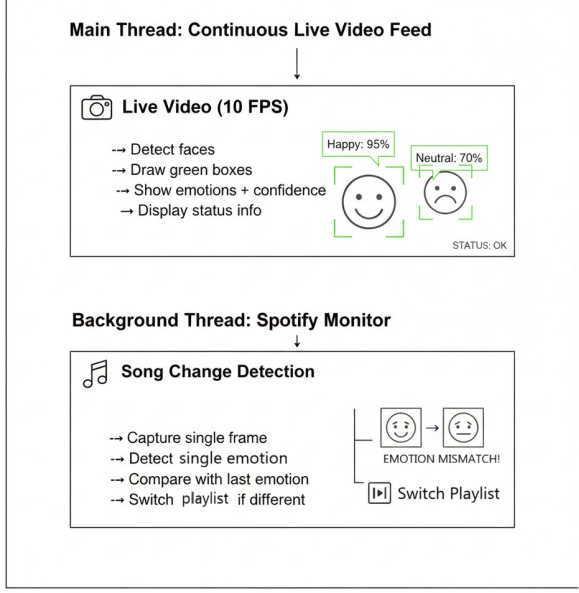 Main Thread: Continuous Live Video Feed
Live Video (10 FPS)
--→ Detect faces
--→ Draw green boxes
--→ Show emotions + confidence
→ Display status info
Happy: 95%
Neutral: 70%
STATUS: OK
Background Thread: Spotify Monitor
Song Change Detection
--→ Capture single frame
--→ Detect single emotion
--→ Compare with last emotion
--→ Switch playlist if different
EMOTION MISMATCH!
Switch Playlist